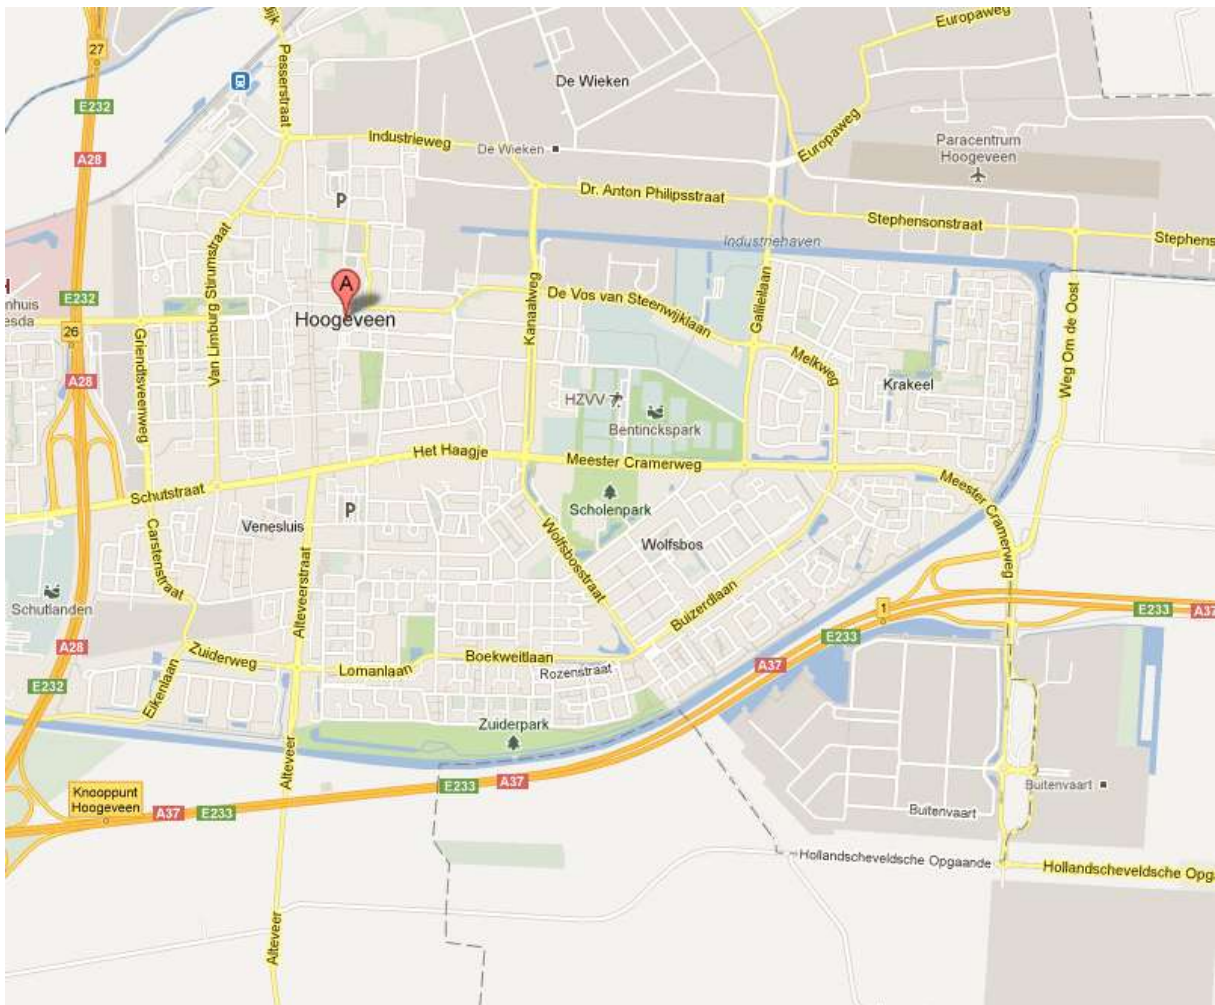 Europaweg
Europaweg
27
Pesserstraat
De Wieken
E232
Industrieweg
De Wieken
Europaweg
Paracentrum
Hoogeveen
A28
P
Dr. Anton Philipsstraat
Stephensonstraat
Stephens
Industriehaven
Van Limburg Stirumstraat
A
E232
Hoogeveen
26
Kanaalweg
De Vos van Steenwijklaan
Galileilaan
Melkweg
Weg Om de Oost
Griendtsveenweg
A28
Krakeel
HZVV
Bentinckspark
Het Haagje
Meester Cramerweg
Meester Cramerweg
Schutstraat
P
Scholenpark
Venesluis
Wolfsbos
Carstenstraat
Alteveerstraat
Wolfsbosstraat
Buizerdlaan
Schutlanden
1
E233
A37
E233
A28
Zuiderweg
Lomanlaan
Boekweitlaan
Rozenstraat
A37
E232
Eikenlaan
Zuiderpark
Alteveer
E233
A37
Knooppunt
Hoogeveen
A37
E233
Buitenvaart
Buitenvaart
Hollandscheveldsche Opgaande
Hollandscheveldsche Opg
Alteveer